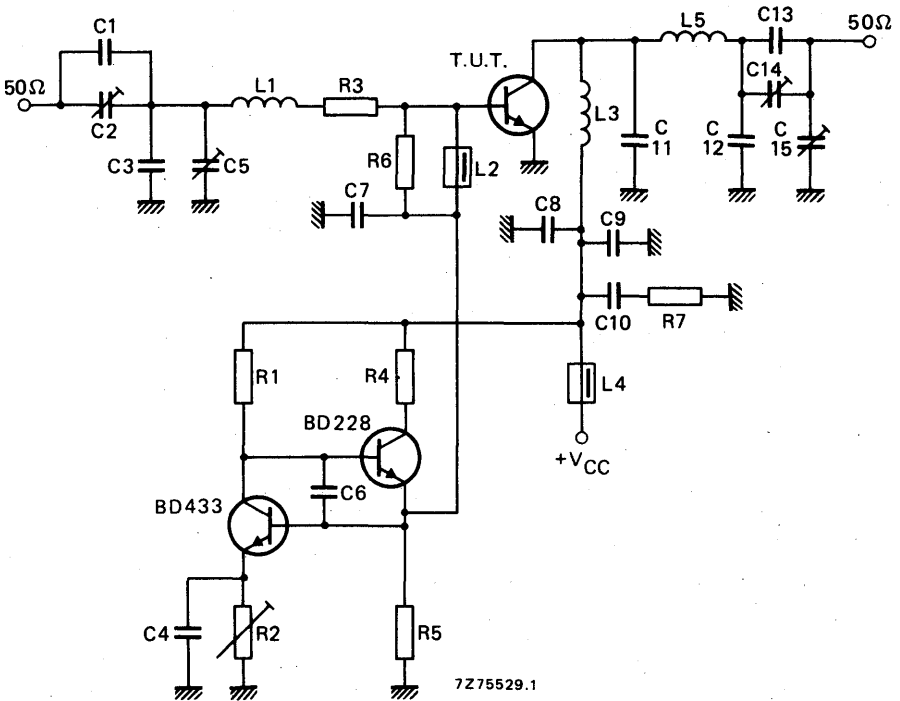 C1
50Ω
C2
L1
R3
T.U.T.
L5
C13
50Ω
C14
L3
C
11
C
12
C
15
C3
C5
R6
L2
C7
C8
C9
C10
R7
R1
R4
L4
+VCC
BD228
C6
BD433
C4
R2
R5
7Z75529.1